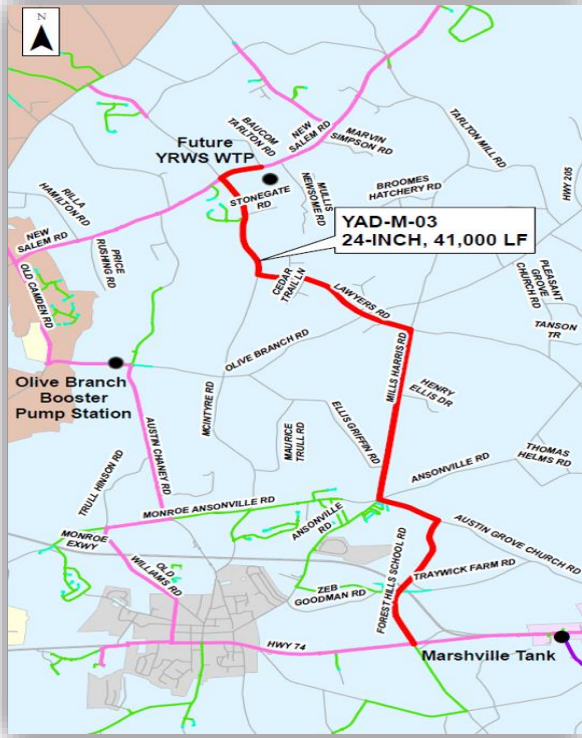 N
Future
YRWS WTP
BAUCOM
TARLTON RD
NEW
SALEM RD
MARVIN
SIMPSON RD
TARLTON MILL RD
HWY 205
RILLA
HAMILTON RD
STONEGATE
RD
MULLIS
NEWSOME RD
BROOMES
HATCHERY RD
NEW
SALEM RD
PRICE
RUSHNG RD
YAD-M-03
24-INCH, 41,000 LF
OLD CAMDEN RD
CEDAR
TRAIL LN
LAWYERS RD
PLEASANT
GROVE
CHURCH RD
TANSON
TR
OLIVE BRANCH RD
Olive Branch
Booster
Pump Station
MCINTYRE RD
MILLS HARRIS RD
HENRY
ELLIS DR
AUSTIN CHANEY RD
MAURICE
TRULL RD
ELLIS GRIFFIN RD
THOMAS
HELMS RD
TRULL HINSON RD
ANSONVILLE RD
MONROE ANSONVILLE RD
ANSONVILLE
RD
AUSTIN GROVE CHURCH RD
MONROE
EXWY
OLD
WILLIAMS RD
FOREST HILLS SCHOOL RD
TRAYWICK FARM RD
ZEB
GOODMAN RD
HWY 74
Marshville Tank